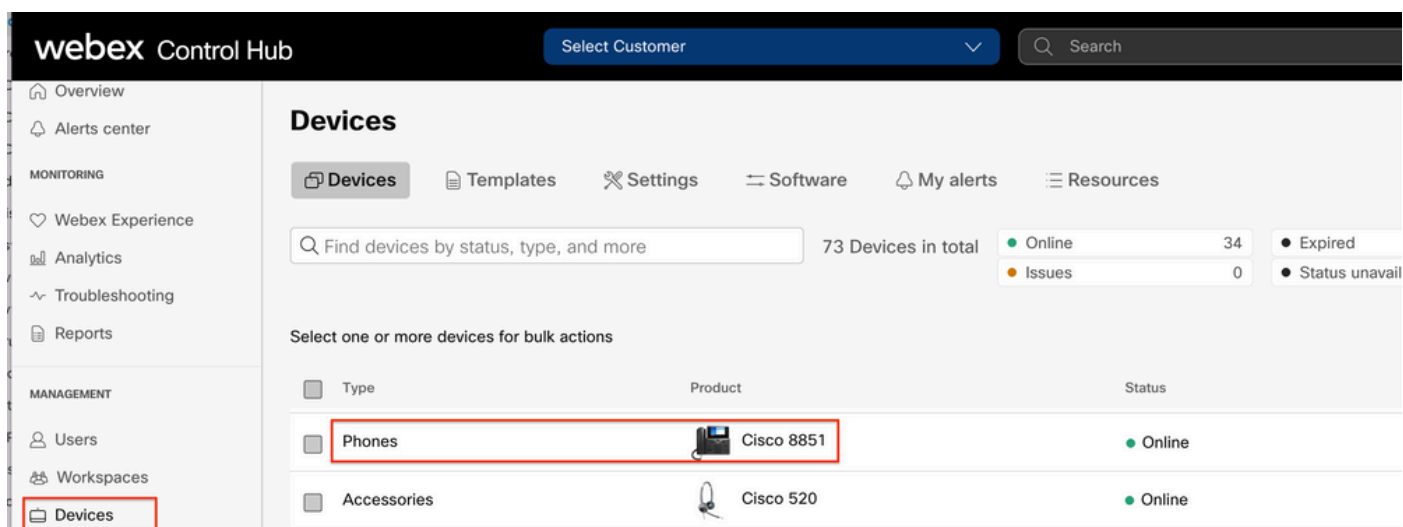 webex Control Hub
Select Customer
Search
Overview
Alerts center
MONITORING
Webex Experience
Analytics
Troubleshooting
Reports
MANAGEMENT
Users
Workspaces
Devices
Devices
Devices Templates Settings Software My alerts Resources
Find devices by status, type, and more
73 Devices in total
Online 34
Issues 0
Expired
Status unavail
Select one or more devices for bulk actions
Type Product Status
Phones Cisco 8851 Online
Accessories Cisco 520 Online